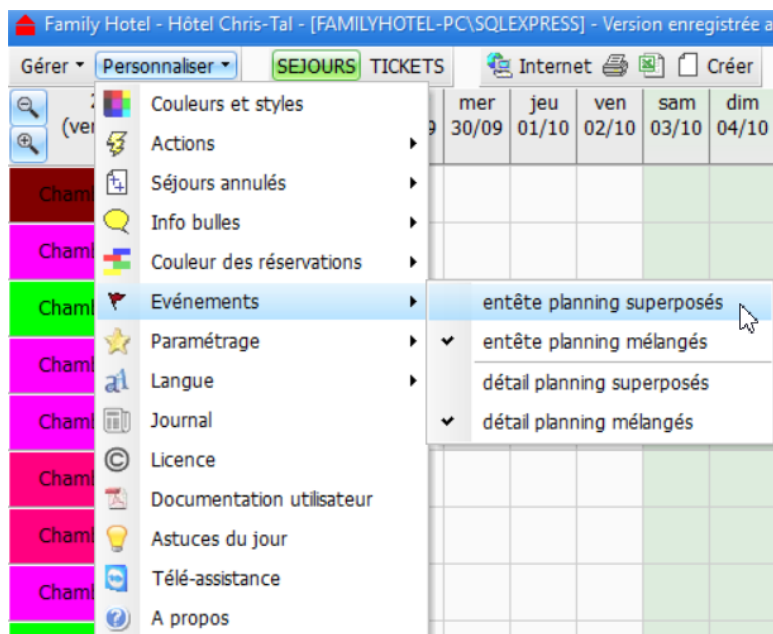 Family Hotel - Hôtel Chris-Tal - [FAMILYHOTEL-PC\SQLEXPRESS] - Version enregistrée a
Gérer Personnaliser SEJOURS TICKETS Internet Créer
mer jeu ven sam dim
30/09 01/10 02/10 03/10 04/10
Couleurs et styles
Actions
Séjours annulés
Info bulles
Couleur des réservations
Evénements
entête planning superposés
Paramétrage
entête planning mélangés
Langue
détail planning superposés
Journal
détail planning mélangés
Licence
Documentation utilisateur
Astuces du jour
Télé-assistance
A propos